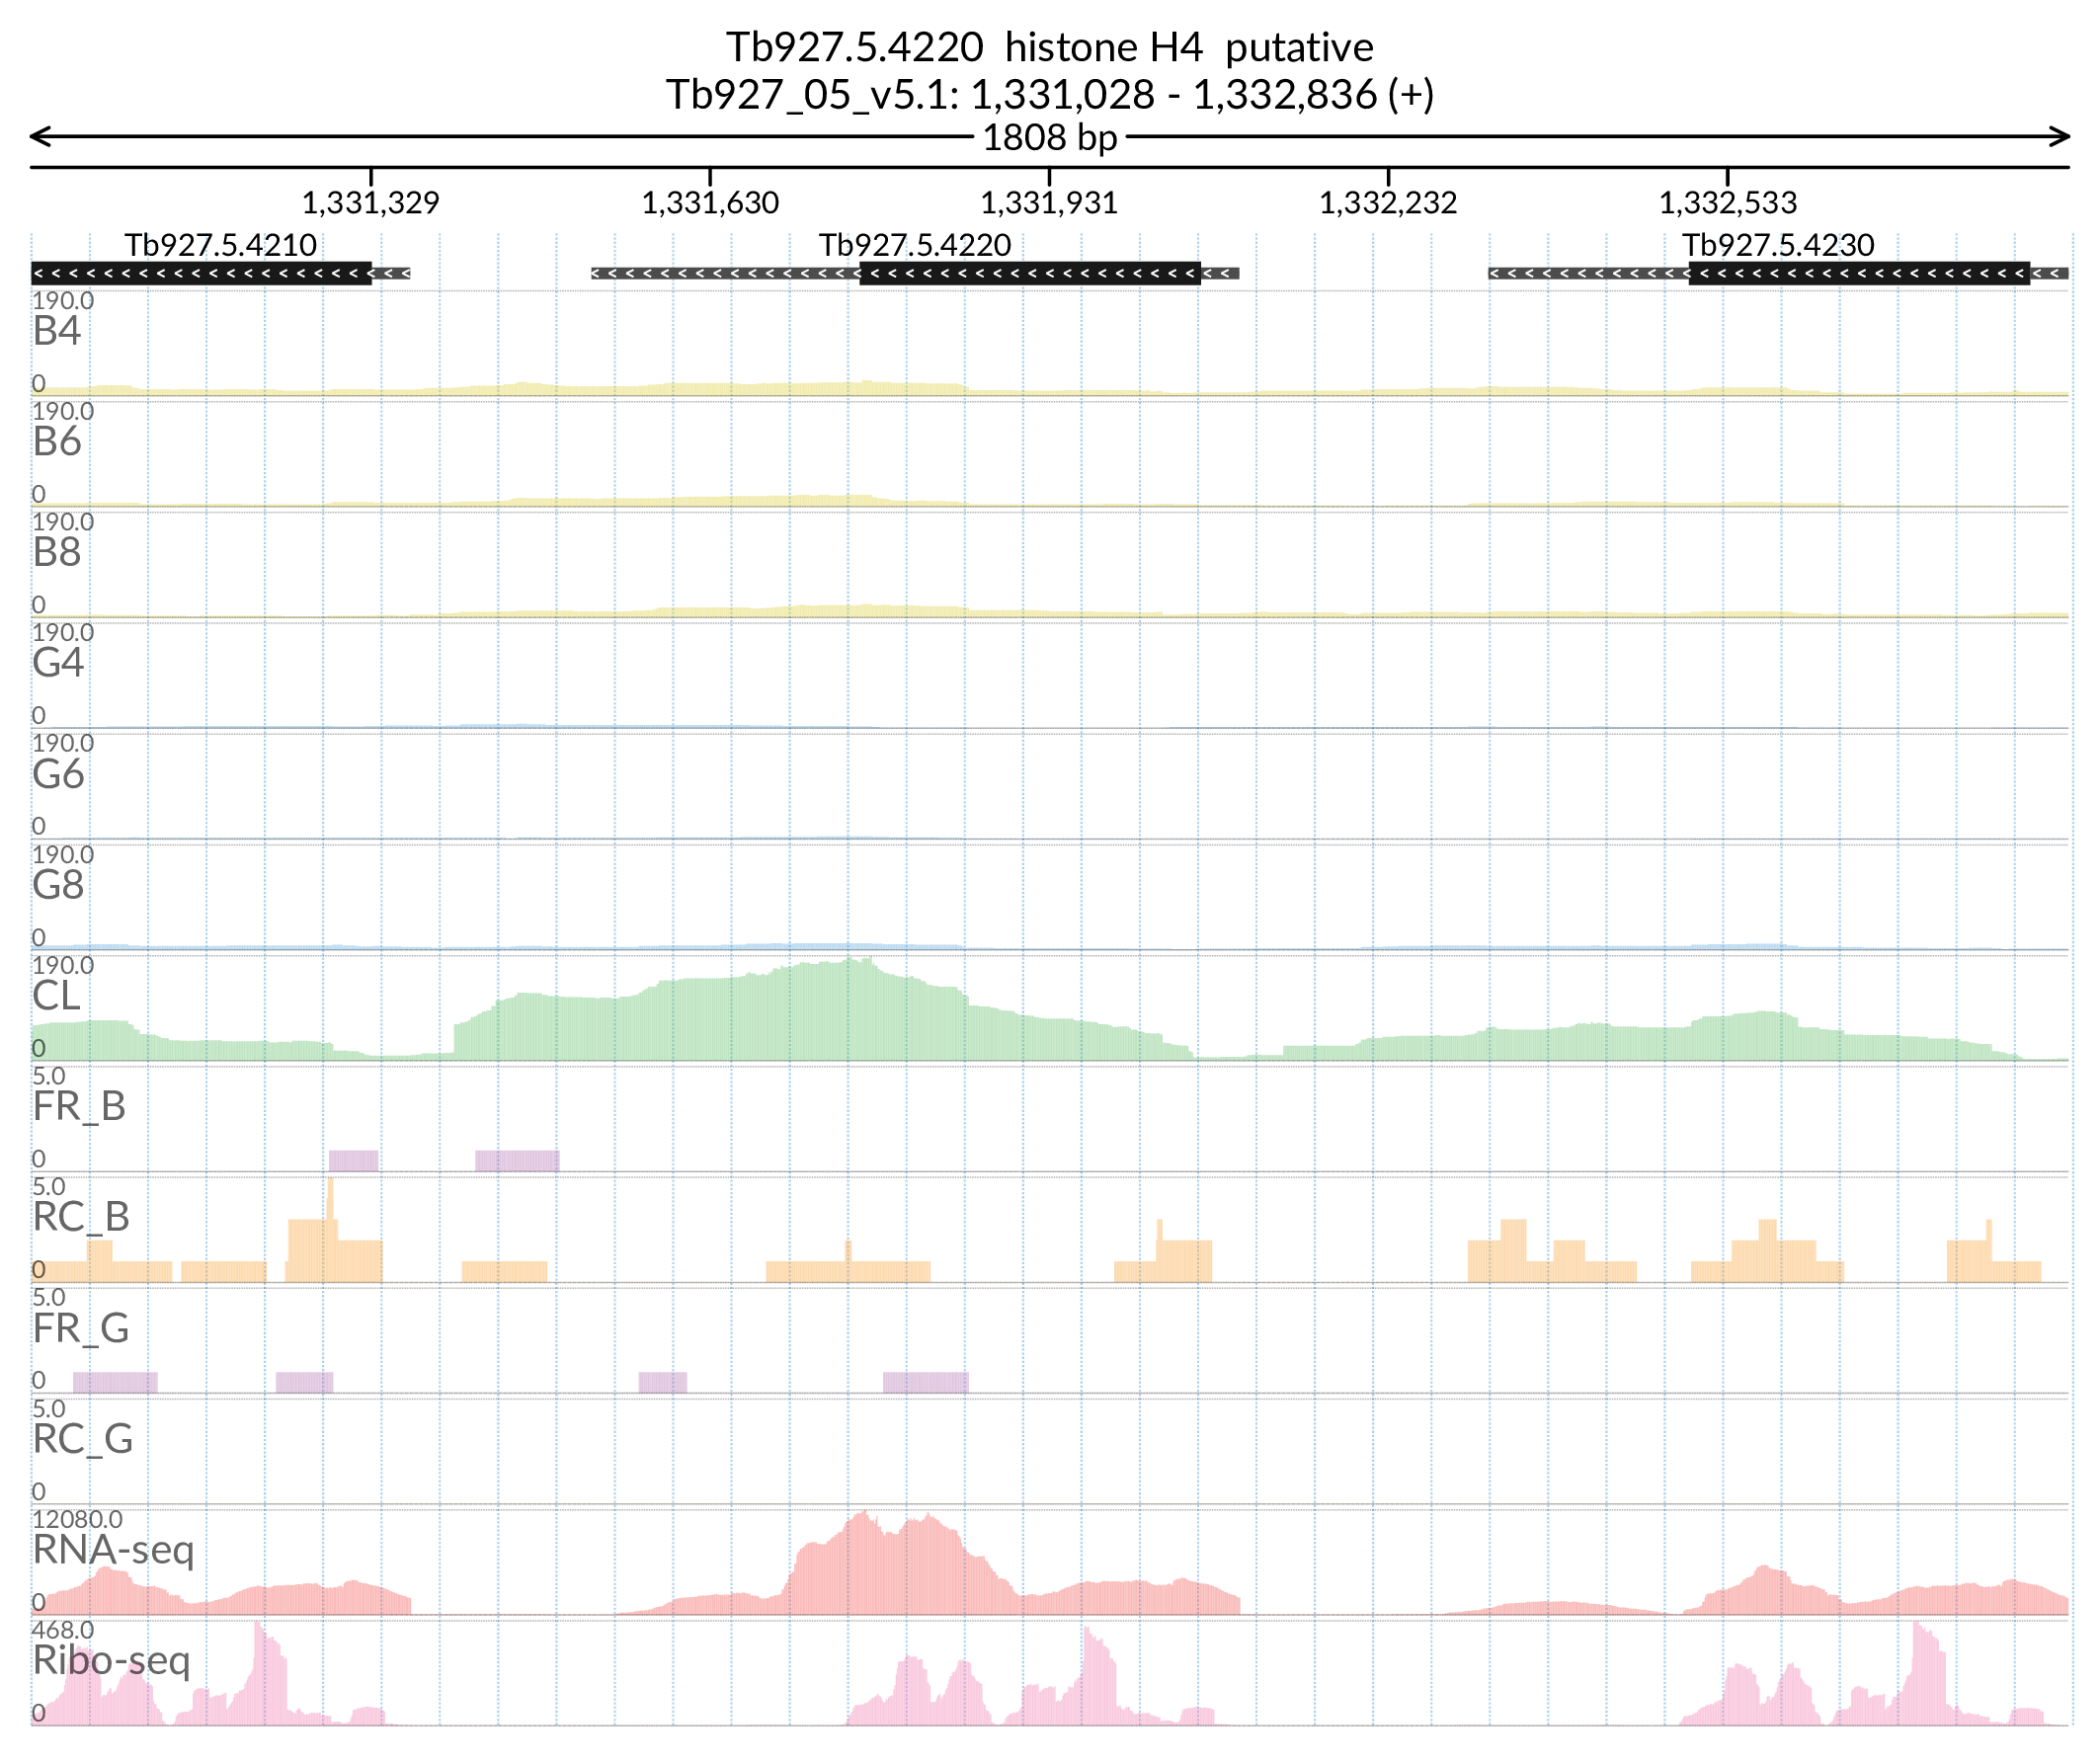 Tb927.5.4220 histone H4 putative
Tb927_05_v5.1: 1,331,028 - 1,332,836 (+)
1808 bp
1,331,329 1,331,630 1,331,931 1,332,232 1,332,533
Tb927.5.4210 Tb927.5.4220 Tb927.5.4230
190.0
B4
0
190.0
B6
0
190.0
B8
0
190.0
G4
0
190.0
G6
0
190.0
G8
0
190.0
CL
0
5.0
FR_B
0
5.0
RC_B
0
5.0
FR_G
0
5.0
RC_G
0
12080.0
RNA-seq
0
468.0
Ribo-seq
0